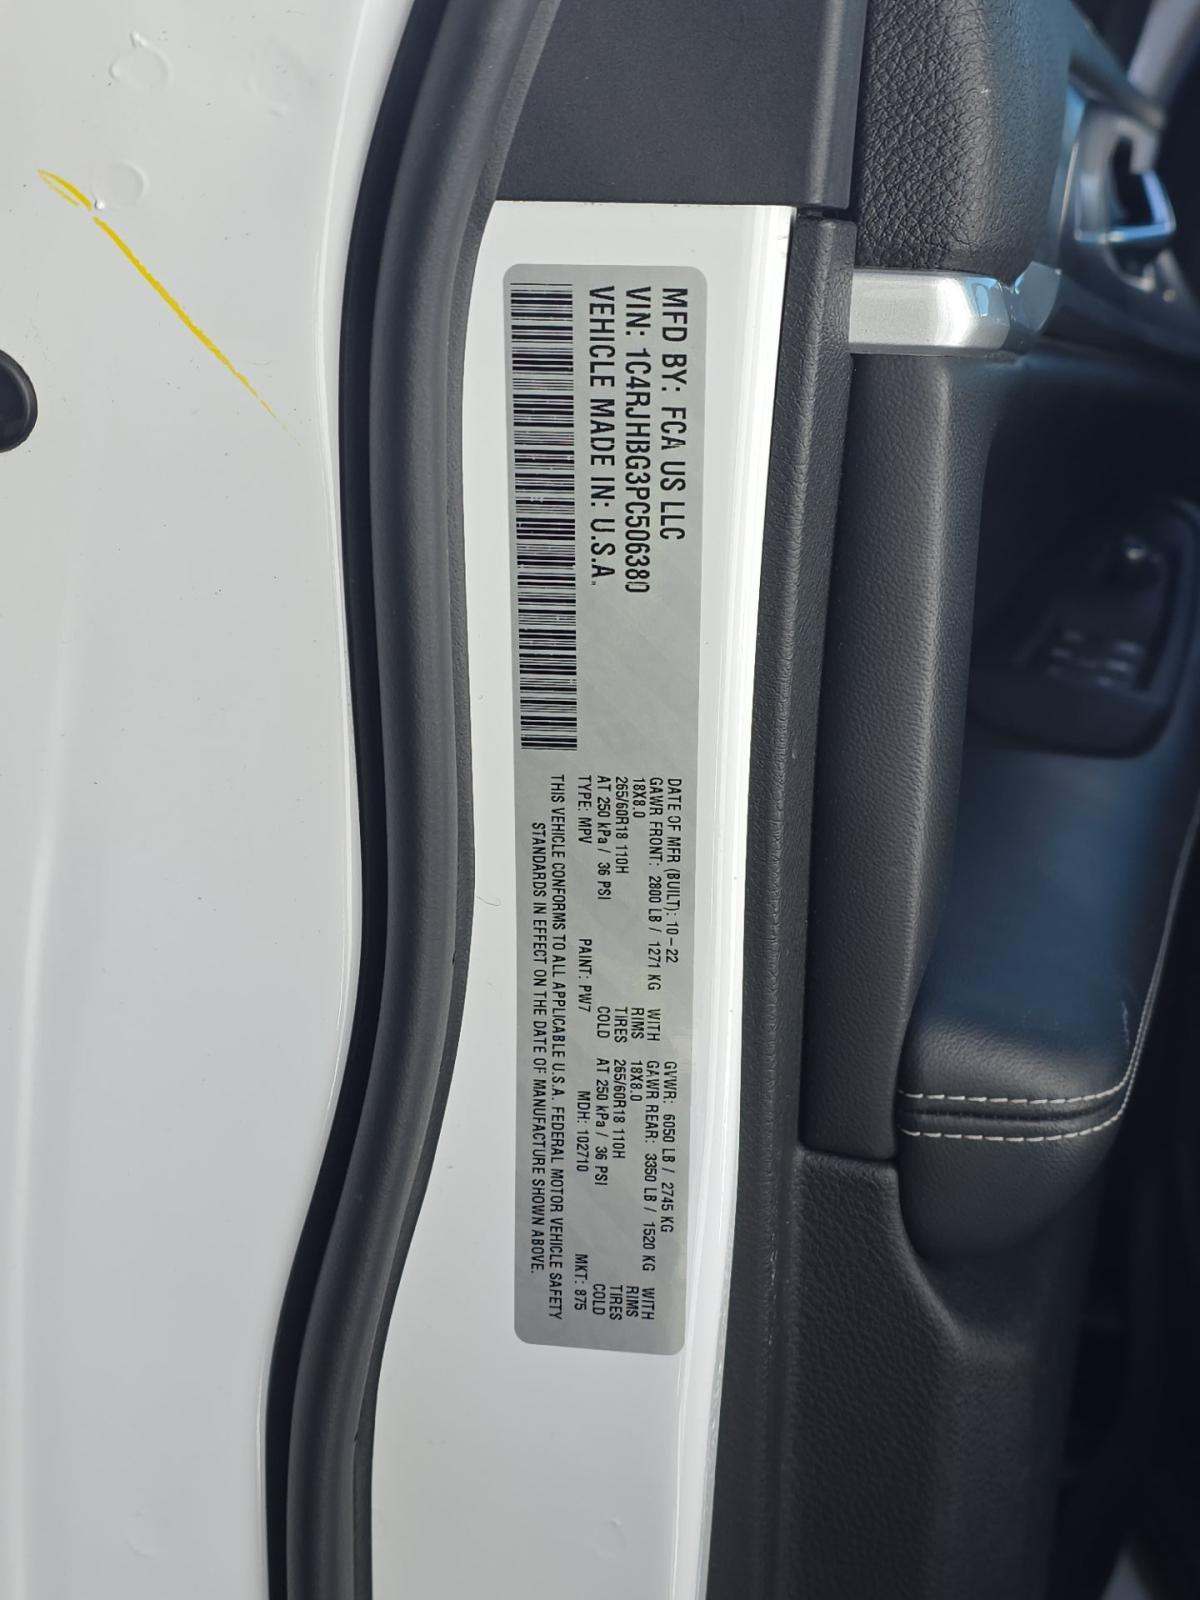 MFD BY: FCA US LLC
VIN: 1C4RJHBG3PC506380
VEHICLE MADE IN: U.S.A.
DATE OF MFR (BUILT): 10-22 GVWR: 6050 LB / 2745 KG
GAWR FRONT: 2800 LB / 1271 KG WITH GAWR REAR: 3350 LB / 1520 KG WITH
18X8.0 RIMS 18X8.0 RIMS
265/60R18 110H TIRES 265/60R18 110H TIRES
AT 250 kPa / 36 PSI COLD AT 250 kPa / 36 PSI COLD
TYPE: MPV PAINT: PW7 MDH: 102710 MKT: 875
THIS VEHICLE CONFORMS TO ALL APPLICABLE U.S.A. FEDERAL MOTOR VEHICLE SAFETY
STANDARDS IN EFFECT ON THE DATE OF MANUFACTURE SHOWN ABOVE.